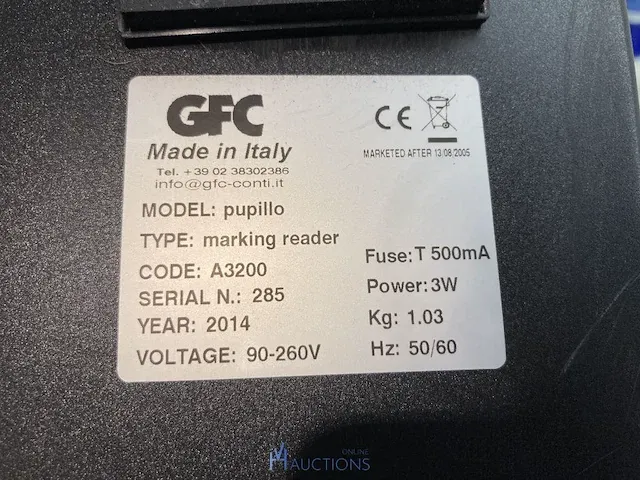 GFC
CE
Made in Italy
MARKETED AFTER 13.08/2005
Tel. +39 02 38302386
info@gfc-conti.it
MODEL: pupillo
TYPE: marking reader
CODE: A3200
SERIAL N.: 285
YEAR: 2014
VOLTAGE: 90-260V
Fuse: T 500mA
Power: 3W
Kg: 1.03
Hz: 50/60
ONLINE
AUCTIONS